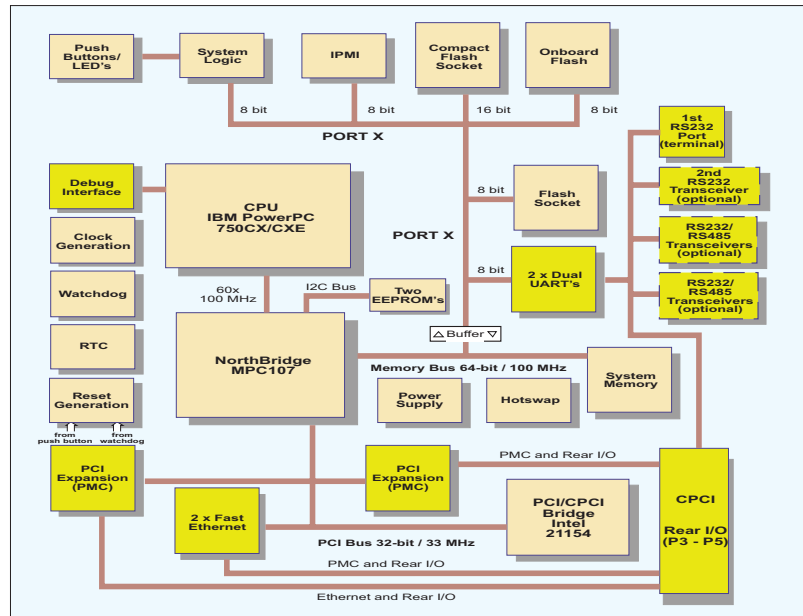 Push
Buttons/
LED's
System
Logic
IPMI
Compact
Flash
Socket
Onboard
Flash
8 bit
8 bit
16 bit
8 bit
PORT X
1st
RS232
Port
(terminal)
Debug
Interface
CPU
IBM PowerPC
750CX/CXE
8 bit
Flash
Socket
2nd
RS232
Transceiver
(optional)
Clock
Generation
PORT X
RS232/
RS485
Transceivers
(optional)
Watchdog
60x
100 MHz
I2C Bus
Two
EEPROM's
8 bit
2 x Dual
UART's
RS232/
RS485
Transceivers
(optional)
RTC
NorthBridge
MPC107
△ Buffer ▽
Memory Bus 64-bit / 100 MHz
System
Memory
Reset
Generation
Power
Supply
Hotswap
from
push button
from
watchdog
PCI
Expansion
(PMC)
PCI
Expansion
(PMC)
PMC and Rear I/O
CPCI
Rear I/O
(P3 - P5)
2 x Fast
Ethernet
PCI/CPCI
Bridge
Intel
21154
PCI Bus 32-bit / 33 MHz
PMC and Rear I/O
Ethernet and Rear I/O